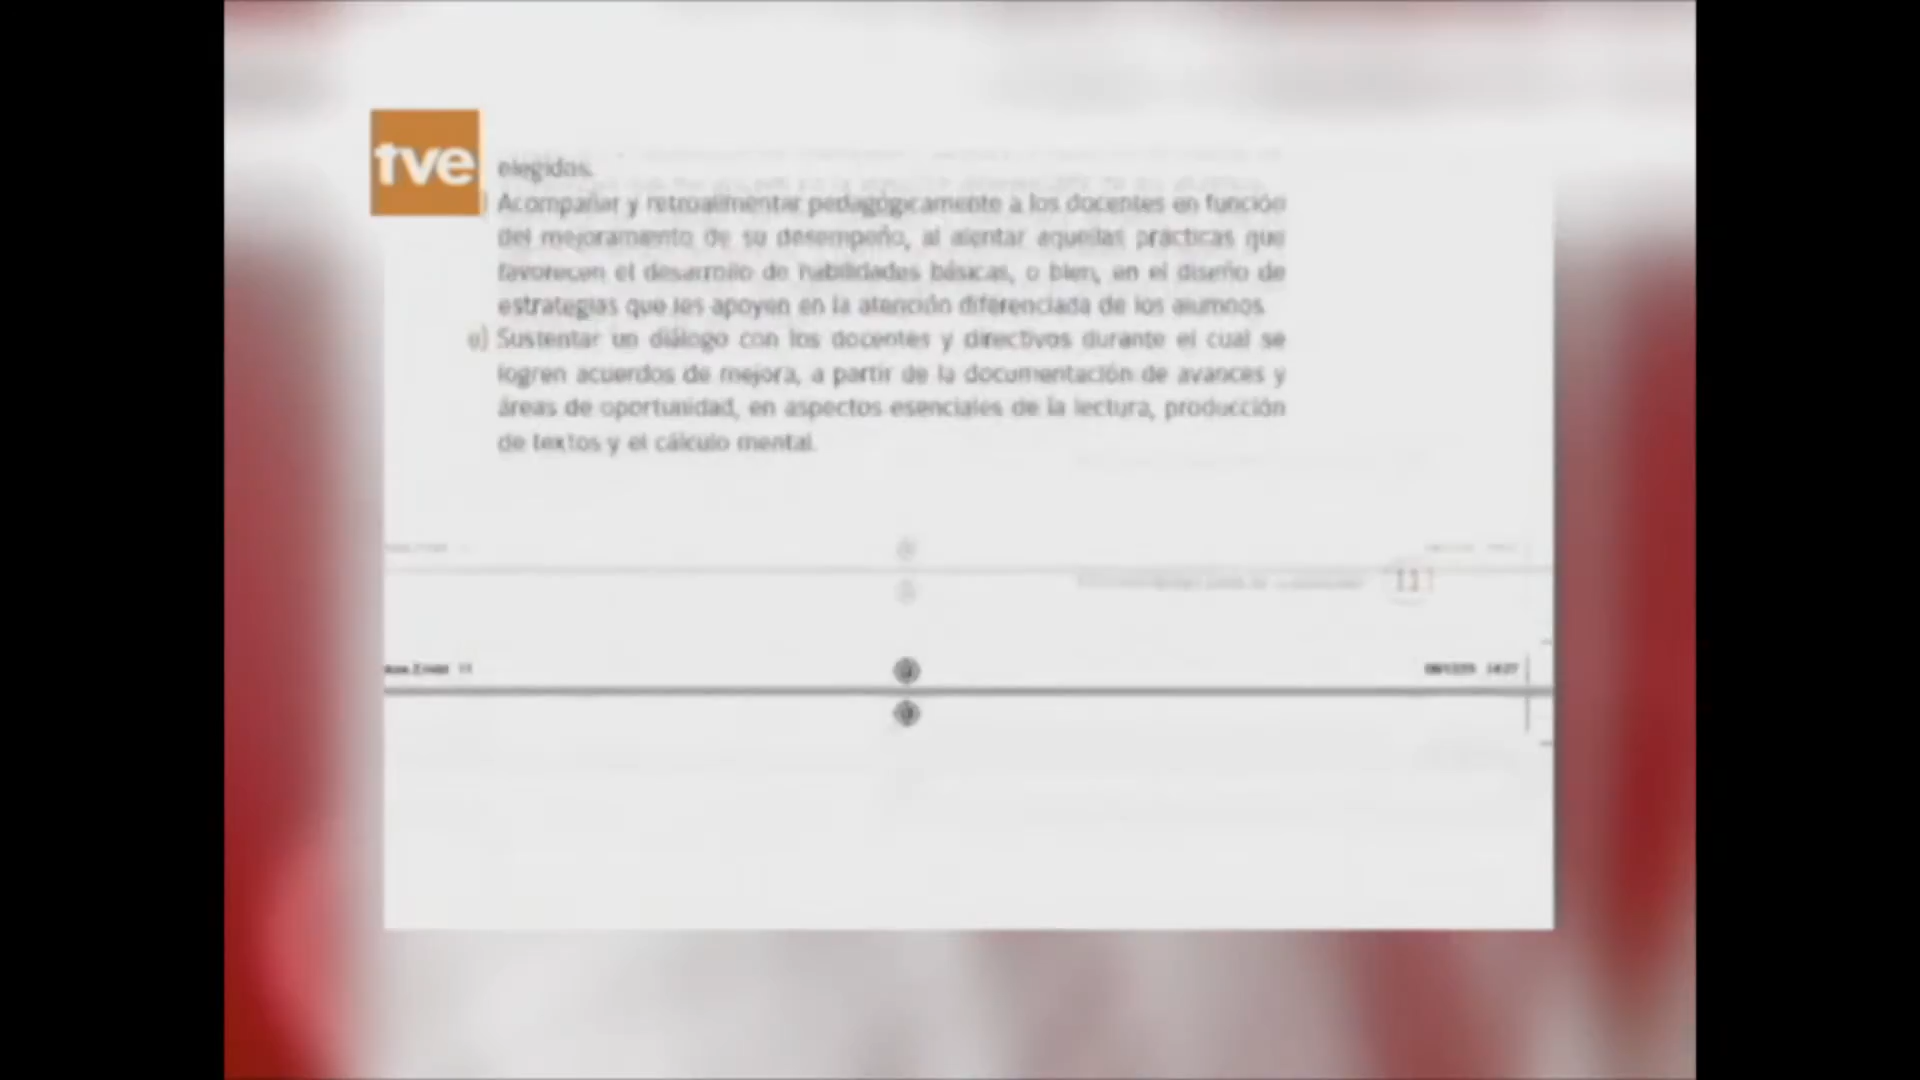 tve
elegidos.
) Acompañar y retroalimentar pedagógicamente a los docentes en función
del mejoramiento de su desempeño, al alentar aquellas prácticas que
favorecen el desarrollo de habilidades básicas, o bien, en el diseño de
estrategias que les apoyen en la atención diferenciada de los alumnos.
e) Sustentar un diálogo con los docentes y directivos durante el cual se
logren acuerdos de mejora, a partir de la documentación de avances y
áreas de oportunidad, en aspectos esenciales de la lectura, producción
de textos y el cálculo mental.
11
11